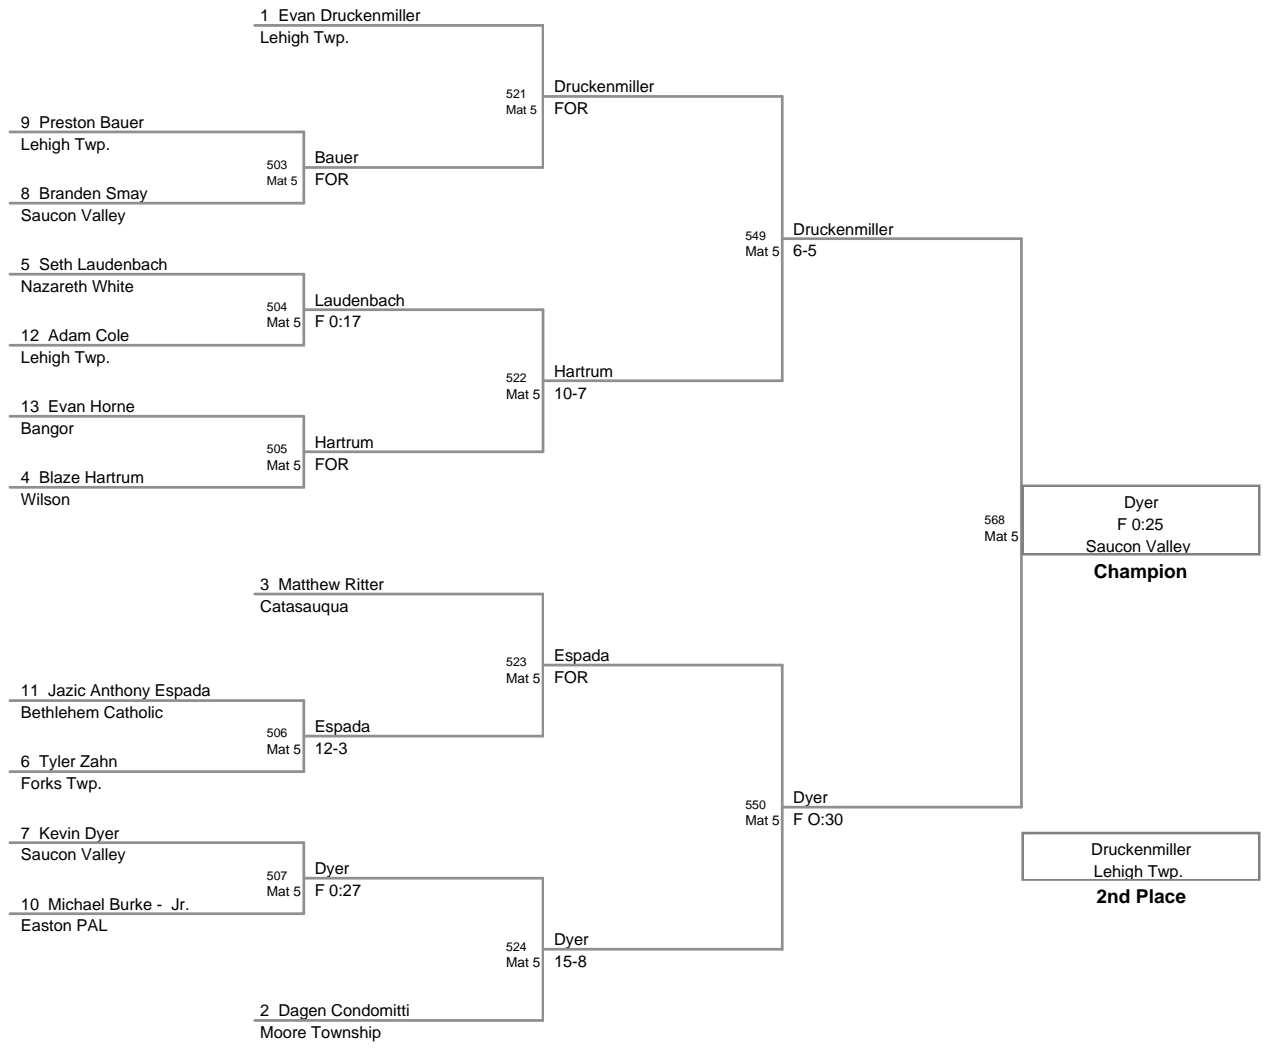 1 Evan Druckenmiller
Lehigh Twp.
521
Mat 5
Druckenmiller
FOR
9 Preston Bauer
Lehigh Twp.
503
Mat 5
Bauer
FOR
8 Branden Smay
Saucon Valley
549
Mat 5
Druckenmiller
6-5
5 Seth Laudenbach
Nazareth White
504
Mat 5
Laudenbach
F 0:17
12 Adam Cole
Lehigh Twp.
522
Mat 5
Hartrum
10-7
13 Evan Horne
Bangor
505
Mat 5
Hartrum
FOR
4 Blaze Hartrum
Wilson
568
Mat 5
Dyer
F 0:25
Saucon Valley
Champion
3 Matthew Ritter
Catasauqua
523
Mat 5
Espada
FOR
11 Jazic Anthony Espada
Bethlehem Catholic
506
Mat 5
Espada
12-3
6 Tyler Zahn
Forks Twp.
550
Mat 5
Dyer
F O:30
7 Kevin Dyer
Saucon Valley
507
Mat 5
Dyer
F 0:27
10 Michael Burke - Jr.
Easton PAL
Druckenmiller
Lehigh Twp.
2nd Place
524
Mat 5
Dyer
15-8
2 Dagen Condomitti
Moore Township